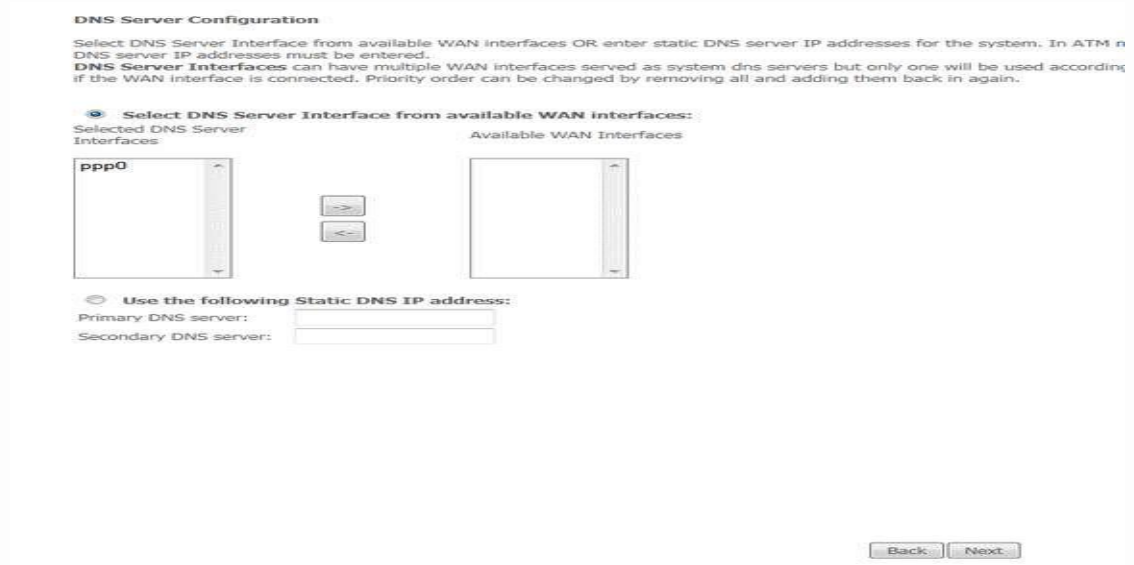 DNS Server Configuration
Select DNS Server Interface from available WAN interfaces OR enter static DNS server IP addresses for the system. In ATM
DNS server IP addresses must be entered.
DNS Server Interfaces can have multiple WAN interfaces served as system dns servers but only one will be used according
if the WAN interface is connected. Priority order can be changed by removing all and adding them back in again.
Select DNS Server Interface from available WAN interfaces:
Selected DNS Server
Interfaces
Available WAN Interfaces
ppp0
->
<-
Use the following Static DNS IP address:
Primary DNS server:
Secondary DNS server:
Back Next